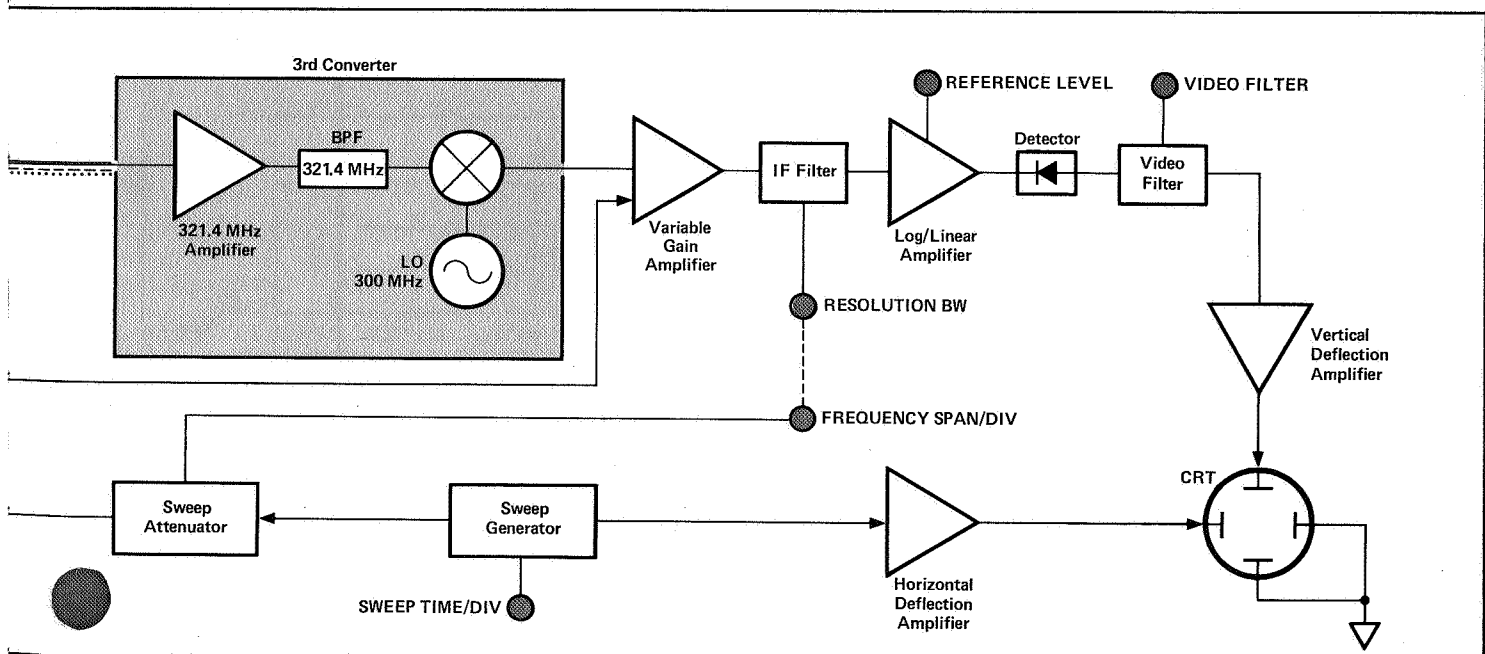 3rd Converter
BPF
321.4 MHz
321.4 MHz
Amplifier
LO
300 MHz
Variable
Gain
Amplifier
IF Filter
REFERENCE LEVEL
Log/Linear
Amplifier
Detector
VIDEO FILTER
Video
Filter
RESOLUTION BW
Vertical
Deflection
Amplifier
FREQUENCY SPAN/DIV
CRT
Sweep
Attenuator
Sweep
Generator
SWEEP TIME/DIV
Horizontal
Deflection
Amplifier